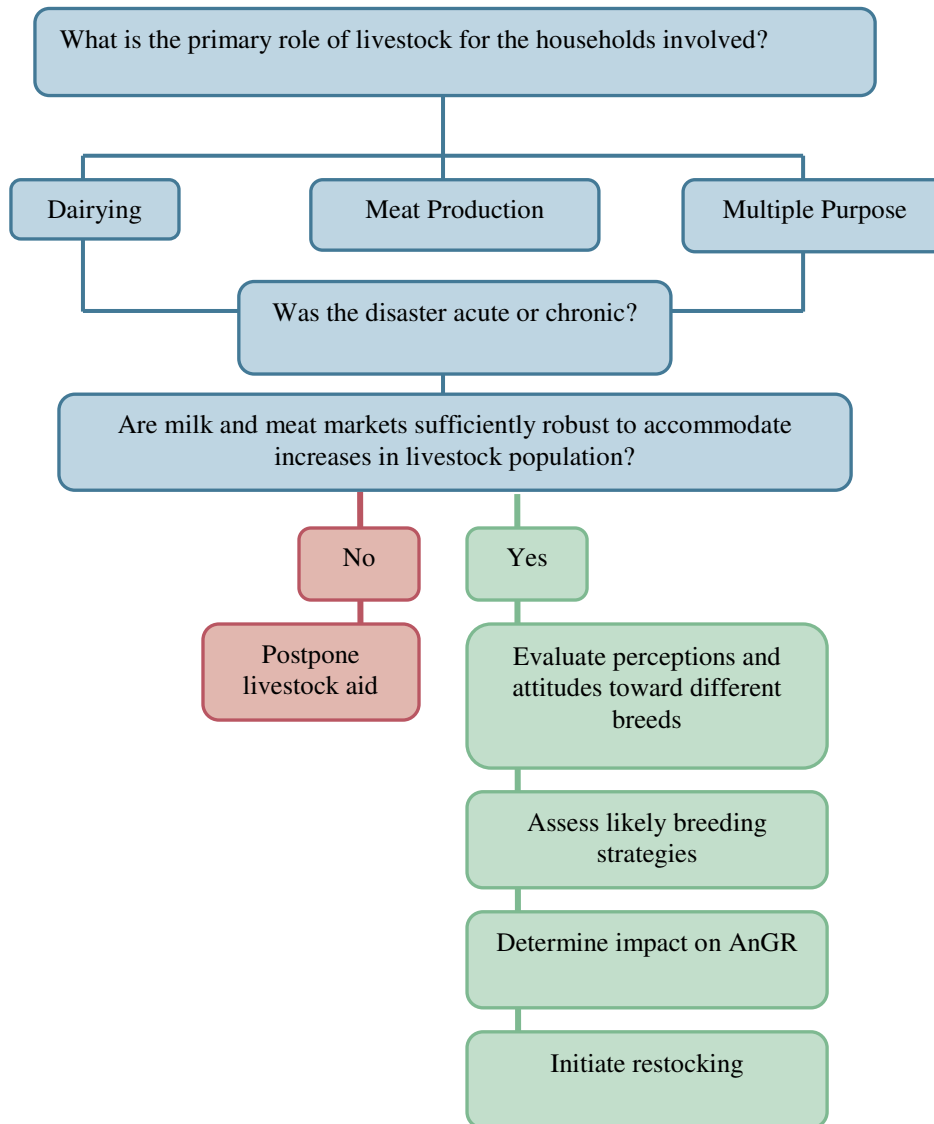 What is the primary role of livestock for the households involved?
Dairying
Meat Production
Multiple Purpose
Was the disaster acute or chronic?
Are milk and meat markets sufficiently robust to accommodate
increases in livestock population?
No
Yes
Postpone
livestock aid
Evaluate perceptions and
attitudes toward different
breeds
Assess likely breeding
strategies
Determine impact on AnGR
Initiate restocking